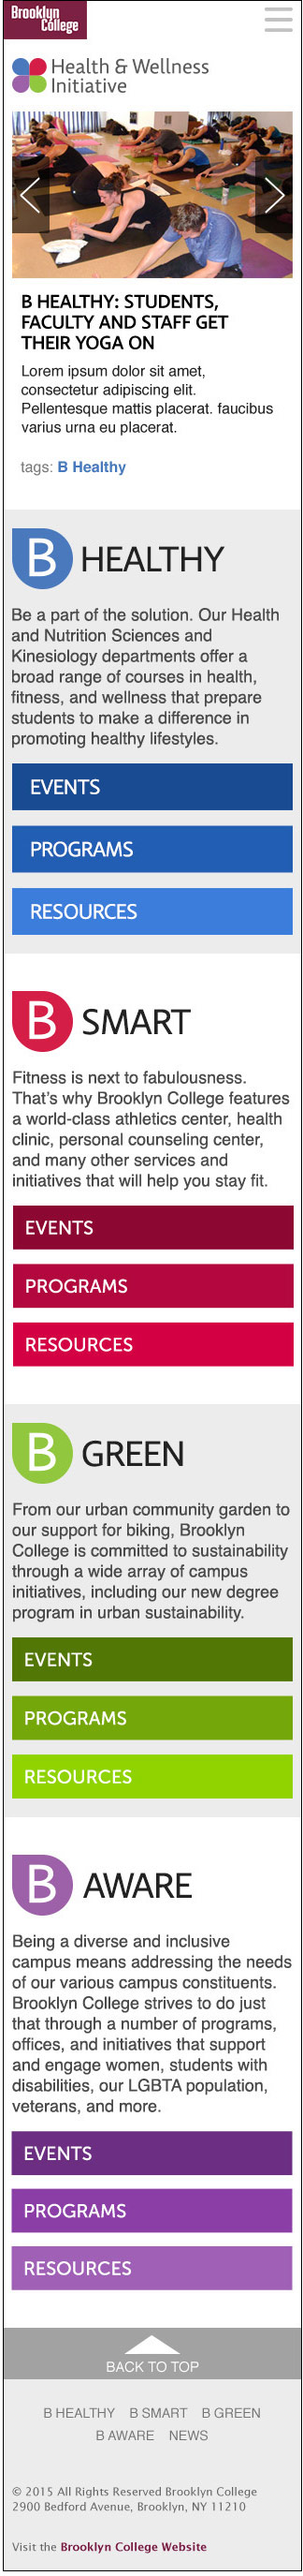 Brooklyn
College
Health & Wellness
Initiative
B HEALTHY: STUDENTS,
FACULTY AND STAFF GET
THEIR YOGA ON
Lorem ipsum dolor sit amet,
consectetur adipiscing elit.
Pellentesque mattis placerat. faucibus
varius urna eu placerat.
tags: B Healthy
B HEALTHY
Be a part of the solution. Our Health
and Nutrition Sciences and
Kinesiology departments offer a
broad range of courses in health,
fitness, and wellness that prepare
students to make a difference in
promoting healthy lifestyles.
EVENTS
PROGRAMS
RESOURCES
B SMART
Fitness is next to fabulousness.
That's why Brooklyn College features
a world-class athletics center, health
clinic, personal counseling center,
and many other services and
initiatives that will help you stay fit.
EVENTS
PROGRAMS
RESOURCES
B GREEN
From our urban community garden to
our support for biking, Brooklyn
College is committed to sustainability
through a wide array of campus
initiatives, including our new degree
program in urban sustainability.
EVENTS
PROGRAMS
RESOURCES
B AWARE
Being a diverse and inclusive
campus means addressing the needs
of our various campus constituents.
Brooklyn College strives to do just
that through a number of programs,
offices, and initiatives that support
and engage women, students with
disabilities, our LGBTA population,
veterans, and more.
EVENTS
PROGRAMS
RESOURCES
BACK TO TOP
B HEALTHY B SMART B GREEN
B AWARE NEWS
© 2015 All Rights Reserved Brooklyn College
2900 Bedford Avenue, Brooklyn, NY 11210
Visit the Brooklyn College Website